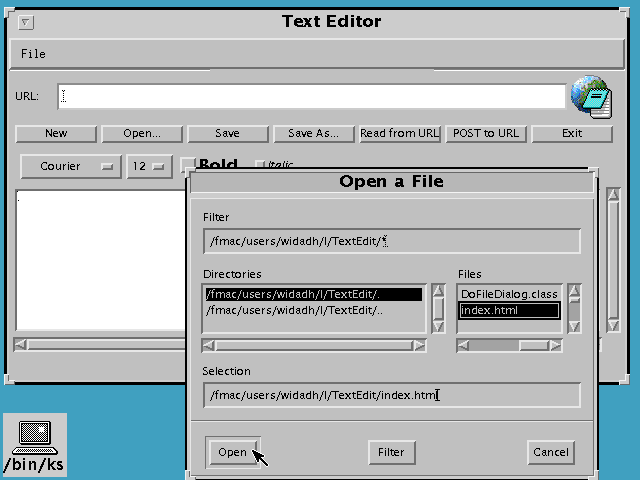 Text Editor
File
URL:
New Open... Save Save As... Read from URL POST to URL Exit
Courier 12 Bold Italic
Open a File
Filter
/fmac/users/widadh/I/TextEdit/*
Directories Files
/fmac/users/widadh/I/TextEdit/. DoFileDialog.class
/fmac/users/widadh/I/TextEdit/.. index.html
Selection
/fmac/users/widadh/I/TextEdit/index.html
Open Filter Cancel
/bin/ks